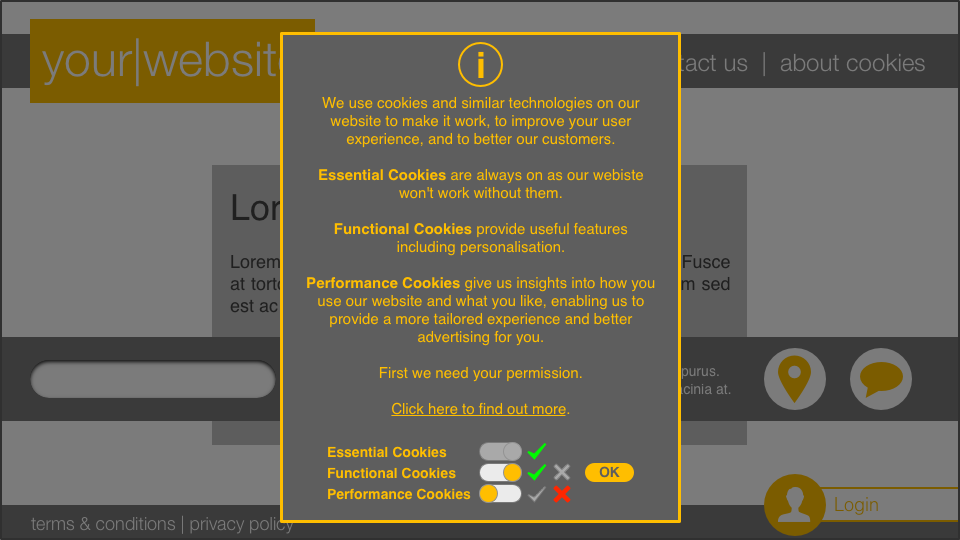 your|websit
tact us | about cookies
i
We use cookies and similar technologies on our
website to make it work, to improve your user
experience, and to better our customers.
Essential Cookies are always on as our webiste
won't work without them.
Functional Cookies provide useful features
including personalisation.
Performance Cookies give us insights into how you
use our website and what you like, enabling us to
provide a more tailored experience and better
advertising for you.
First we need your permission.
Click here to find out more.
Essential Cookies
Functional Cookies
OK
Performance Cookies
Lor
Lorem
Fusce
at torto
m sed
est ac
purus.
acinia at.
Login
terms & conditions | privacy policy